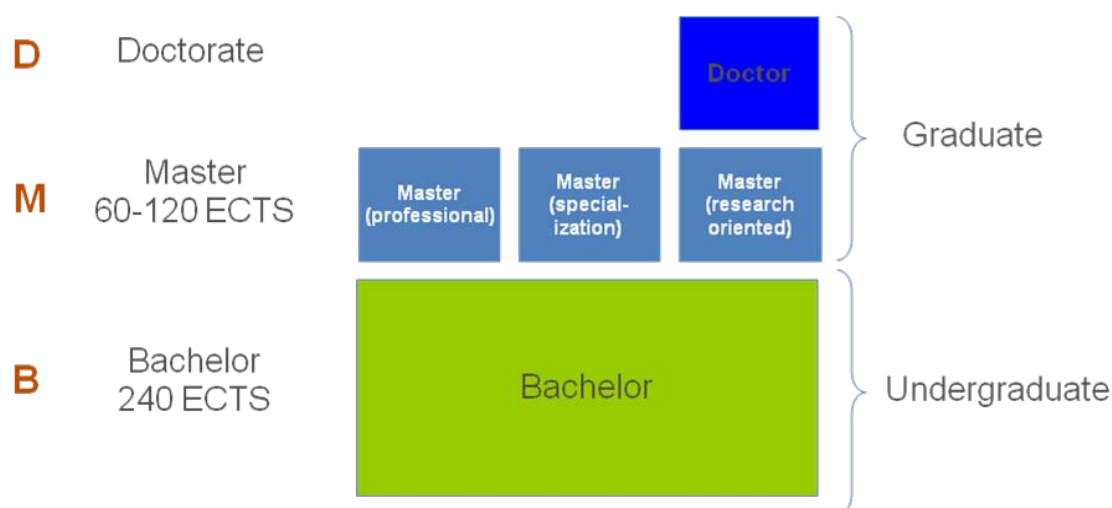 D
Doctorate
Doctor
Graduate
M
Master
60-120 ECTS
Master
(professional)
Master
(special-
ization)
Master
(research
oriented)
B
Bachelor
240 ECTS
Bachelor
Undergraduate